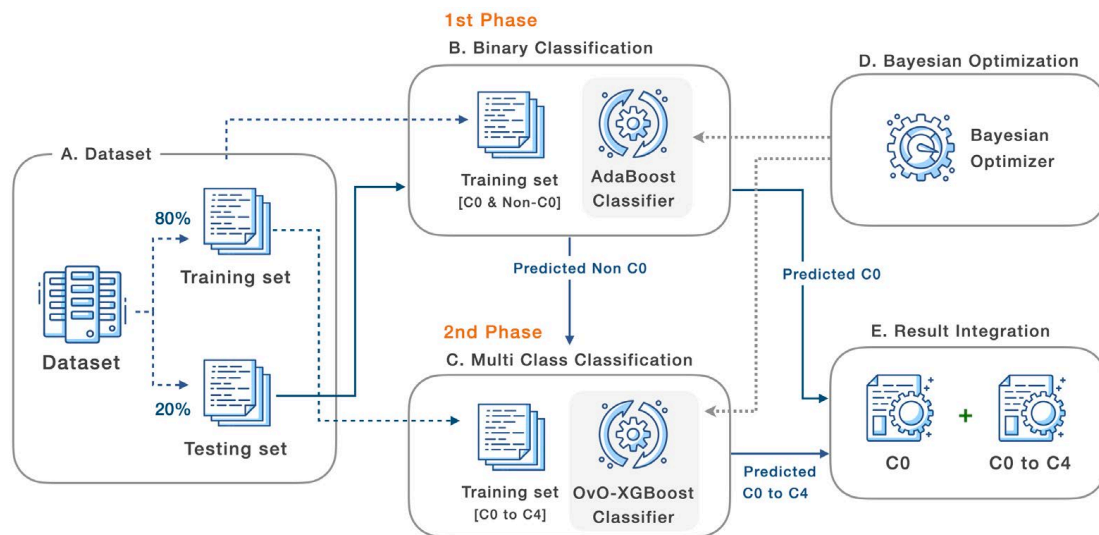 1st Phase
B. Binary Classification
Training set
[C0 & Non-C0]
AdaBoost
Classifier
D. Bayesian Optimization
Bayesian
Optimizer
A. Dataset
80%
Training set
Dataset
20%
Testing set
Predicted Non C0
Predicted C0
2nd Phase
C. Multi Class Classification
Training set
[C0 to C4]
OvO-XGBoost
Classifier
Predicted
C0 to C4
E. Result Integration
C0
+
C0 to C4